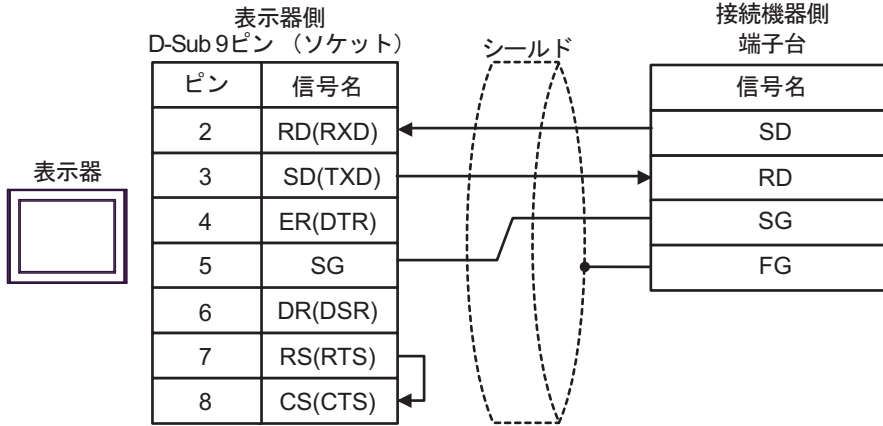 表示器側
D-Sub 9ピン （ソケット）
シールド
接続機器側
端子台
ピン 信号名
信号名
2 RD(RXD)
SD
表示器
3 SD(TXD)
RD
4 ER(DTR)
SG
5 SG
FG
6 DR(DSR)
7 RS(RTS)
8 CS(CTS)